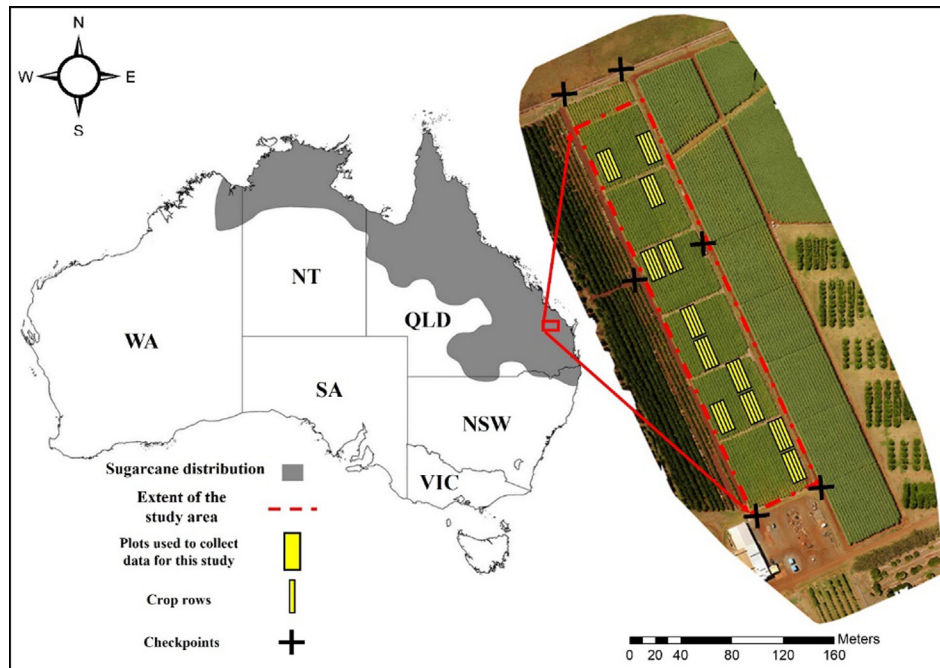 N
W E
S
NT
QLD
WA
SA
NSW
VIC
Sugarcane distribution
Extent of the
study area
Plots used to collect
data for this study
Crop rows
Checkpoints
Meters
0 20 40 80 120 160